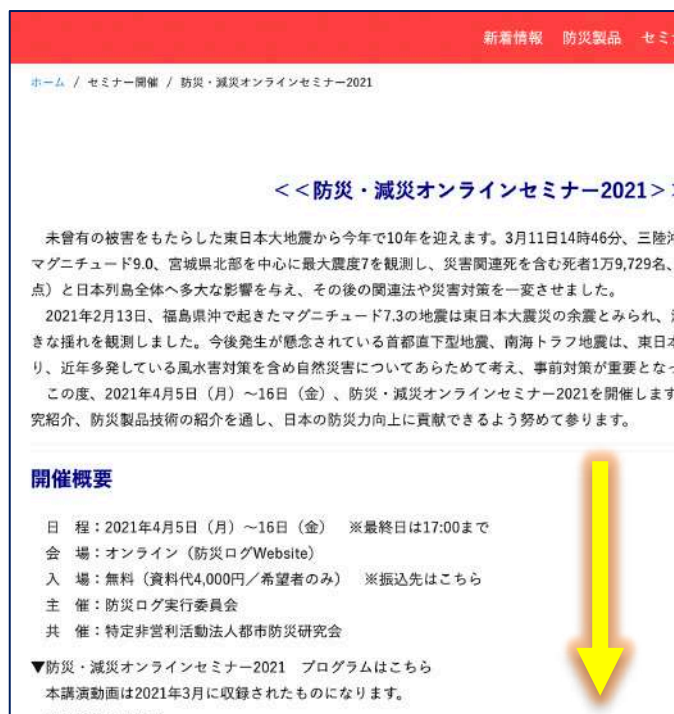 新着情報 防災製品 セミ
ホーム / セミナー開催 / 防災・減災オンラインセミナー2021
＜＜防災・減災オンラインセミナー2021＞
未曾有の被害をもたらした東日本大地震から今年で10年を迎えます。3月11日14時46分、三陸沖
マグニチュード9.0、宮城県北部を中心に最大震度7を観測し、災害関連死を含む死者1万9,729名、
点）と日本列島全体へ多大な影響を与え、その後の関連法や災害対策を一変させました。
2021年2月13日、福島県沖で起きたマグニチュード7.3の地震は東日本大震災の余震とみられ、
きな揺れを観測しました。今後発生が懸念されている首都直下型地震、南海トラフ地震は、東日本
り、近年多発している風水害対策を含め自然災害についてあらためて考え、事前対策が重要となっ
この度、2021年4月5日（月）～16日（金）、防災・減災オンラインセミナー2021を開催します
究紹介、防災製品技術の紹介を通し、日本の防災力向上に貢献できるよう努めて参ります。
開催概要
日 程：2021年4月5日（月）～16日（金） ※最終日は17:00まで
会 場：オンライン（防災ログWebsite）
入 場：無料（資料代4,000円／希望者のみ） ※振込先はこちら
主 催：防災ログ実行委員会
共 催：特定非営利活動法人都市防災研究会
▼防災・減災オンラインセミナー2021 プログラムはこちら
本講演動画は2021年3月に収録されたものになります。